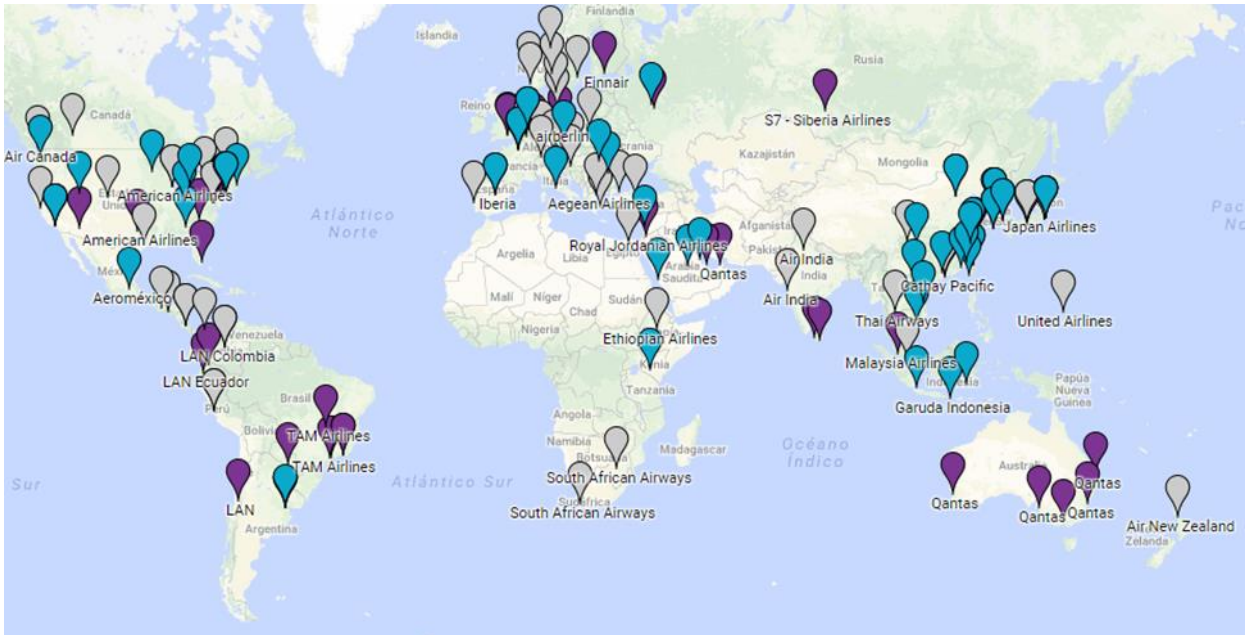 Islandia
Finlandia
Finnair
Rusia
Canadá
Reino
S7 - Siberia Airlines
Air Canada
airberlin
Kazajistán
Mongolia
American Airlines
Iberia
Italia
Aegean Airlines
Japan Airlines
Atlántico
Norte
American Airlines
Argelia
Libia
Egipto
Royal Jordanian Airlines
Arabia
Saudita
Qantas
Afganistán
Pakistán
Air India
India
Aeroméxico
Malí
Níger
Sudán
Chad
Air India
Cathay Pacific
Thai Airways
United Airlines
Nigeria
Ethiopian Airlines
Kenia
Venezuela
LAN Colombia
LAN Ecuador
Malaysia Airlines
Indonesia
Garuda Indonesia
Papúa
Nueva
Guinea
Tanzania
Perú
Brasil
TAM Airlines
TAM Airlines
Angola
Namibia
Botsuana
Madagascar
Océano
Índico
South African Airways
South African Airways
Sudáfrica
Atlántico Sur
Sur
LAN
Argentina
Australia
Qantas
Qantas
Qantas
Qantas
Air New Zealand
Zelanda